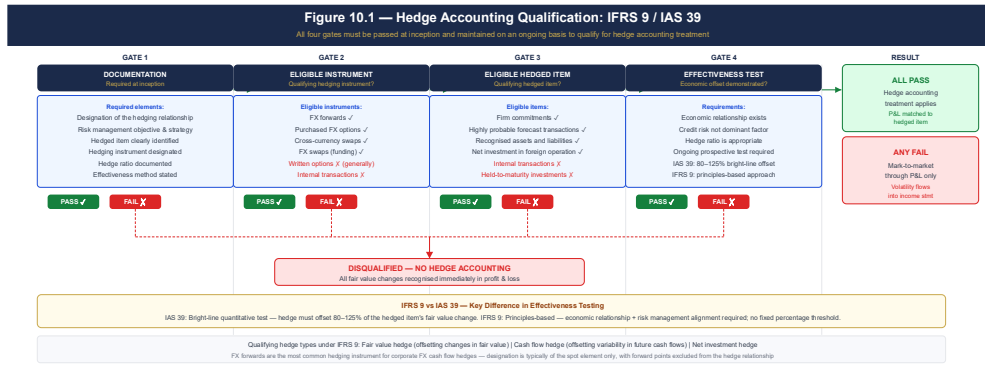 Figure 10.1 — Hedge Accounting Qualification: IFRS 9 / IAS 39
All four gates must be passed at inception and maintained on an ongoing basis to qualify for hedge accounting treatment
GATE 1
DOCUMENTATION
Required at inception
Required elements:
Designation of the hedging relationship
Risk management objective & strategy
Hedged item clearly identified
Hedging instrument designated
Hedge ratio documented
Effectiveness method stated
PASS ✓
FAIL ✗
GATE 2
ELIGIBLE INSTRUMENT
Qualifying hedging instrument?
Eligible instruments:
FX forwards ✓
Purchased FX options ✓
Cross-currency swaps ✓
FX swaps (funding) ✓
Written options ✗ (generally)
Internal transactions ✗
PASS ✓
FAIL ✗
GATE 3
ELIGIBLE HEDGED ITEM
Qualifying hedged item?
Eligible items:
Firm commitments ✓
Highly probable forecast transactions ✓
Recognised assets and liabilities ✓
Net investment in foreign operation ✓
Internal transactions ✗
Held-to-maturity investments ✗
PASS ✓
FAIL ✗
GATE 4
EFFECTIVENESS TEST
Economic offset demonstrated?
Requirements:
Economic relationship exists
Credit risk not dominant factor
Hedge ratio is appropriate
Ongoing prospective test required
IAS 39: 80–125% bright-line offset
IFRS 9: principles-based approach
PASS ✓
FAIL ✗
RESULT
ALL PASS
Hedge accounting
treatment applies
P&L matched to
hedged item
ANY FAIL
Mark-to-market
through P&L only
Volatility flows
into income stmt
DISQUALIFIED — NO HEDGE ACCOUNTING
All fair value changes recognised immediately in profit & loss
IFRS 9 vs IAS 39 — Key Difference in Effectiveness Testing
IAS 39: Bright-line quantitative test — hedge must offset 80–125% of the hedged item's fair value change. IFRS 9: Principles-based — economic relationship + risk management alignment required; no fixed percentage threshold.
Qualifying hedge types under IFRS 9: Fair value hedge (offsetting changes in fair value) | Cash flow hedge (offsetting variability in future cash flows) | Net investment hedge
FX forwards are the most common hedging instrument for corporate FX cash flow hedges — designation is typically of the spot element only, with forward points excluded from the hedge relationship